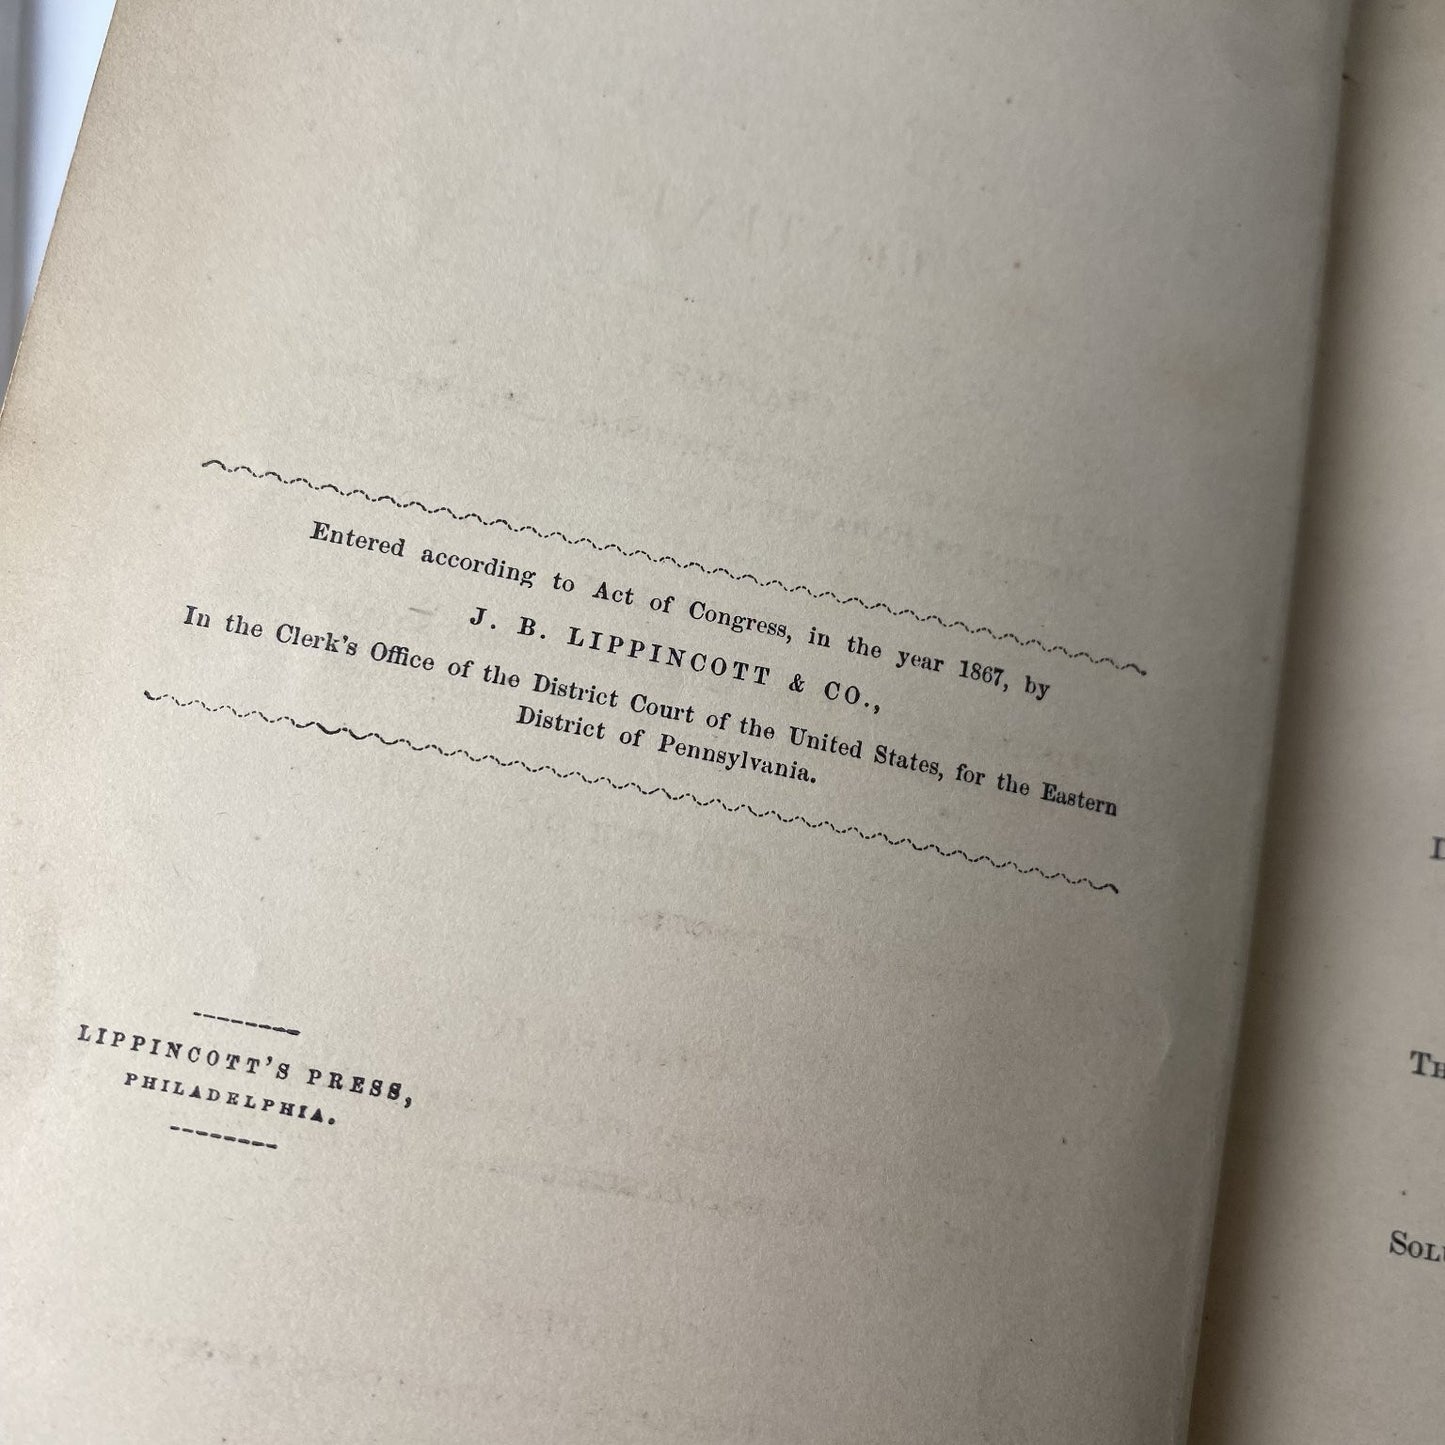 Entered according to Act of Congress, in the year 1867, by
J. B. LIPPINCOTT & CO.,
In the Clerk's Office of the District Court of the United States, for the Eastern
District of Pennsylvania.
LIPPINCOTT'S PRESS,
PHILADELPHIA.